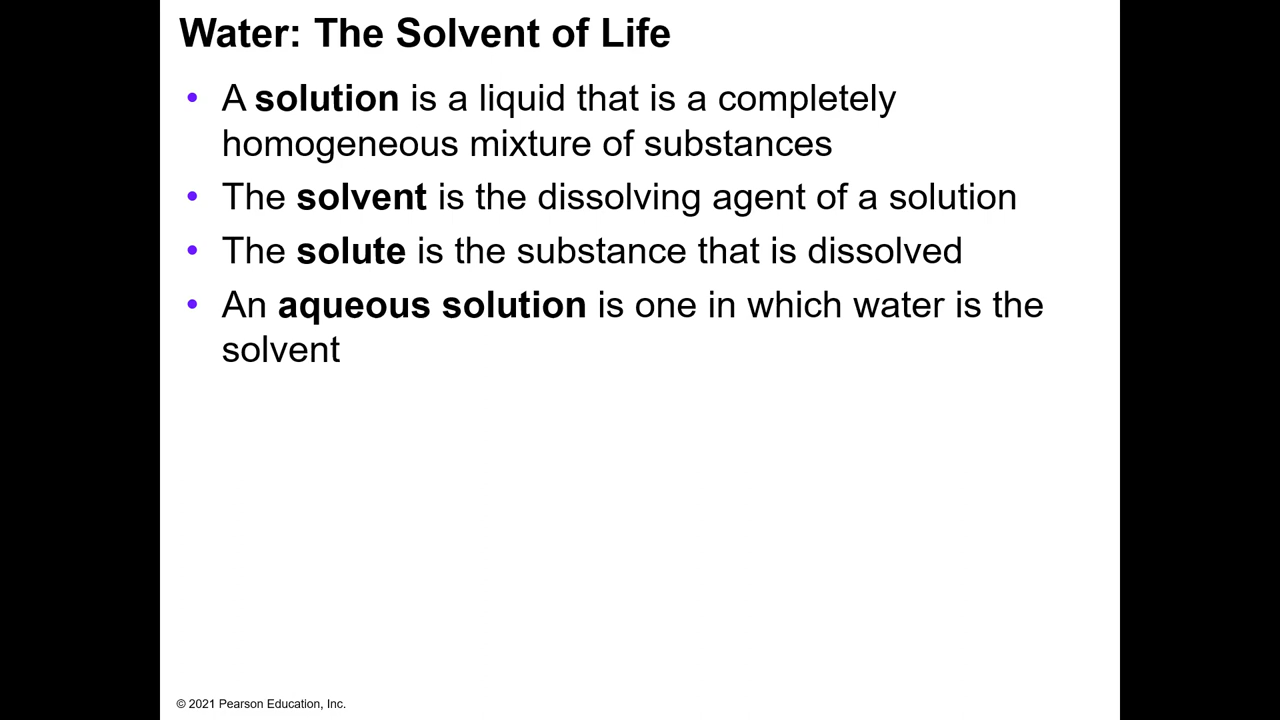 Water: The Solvent of Life
• A solution is a liquid that is a completely
homogeneous mixture of substances
• The solvent is the dissolving agent of a solution
• The solute is the substance that is dissolved
• An aqueous solution is one in which water is the
solvent
© 2021 Pearson Education, Inc.